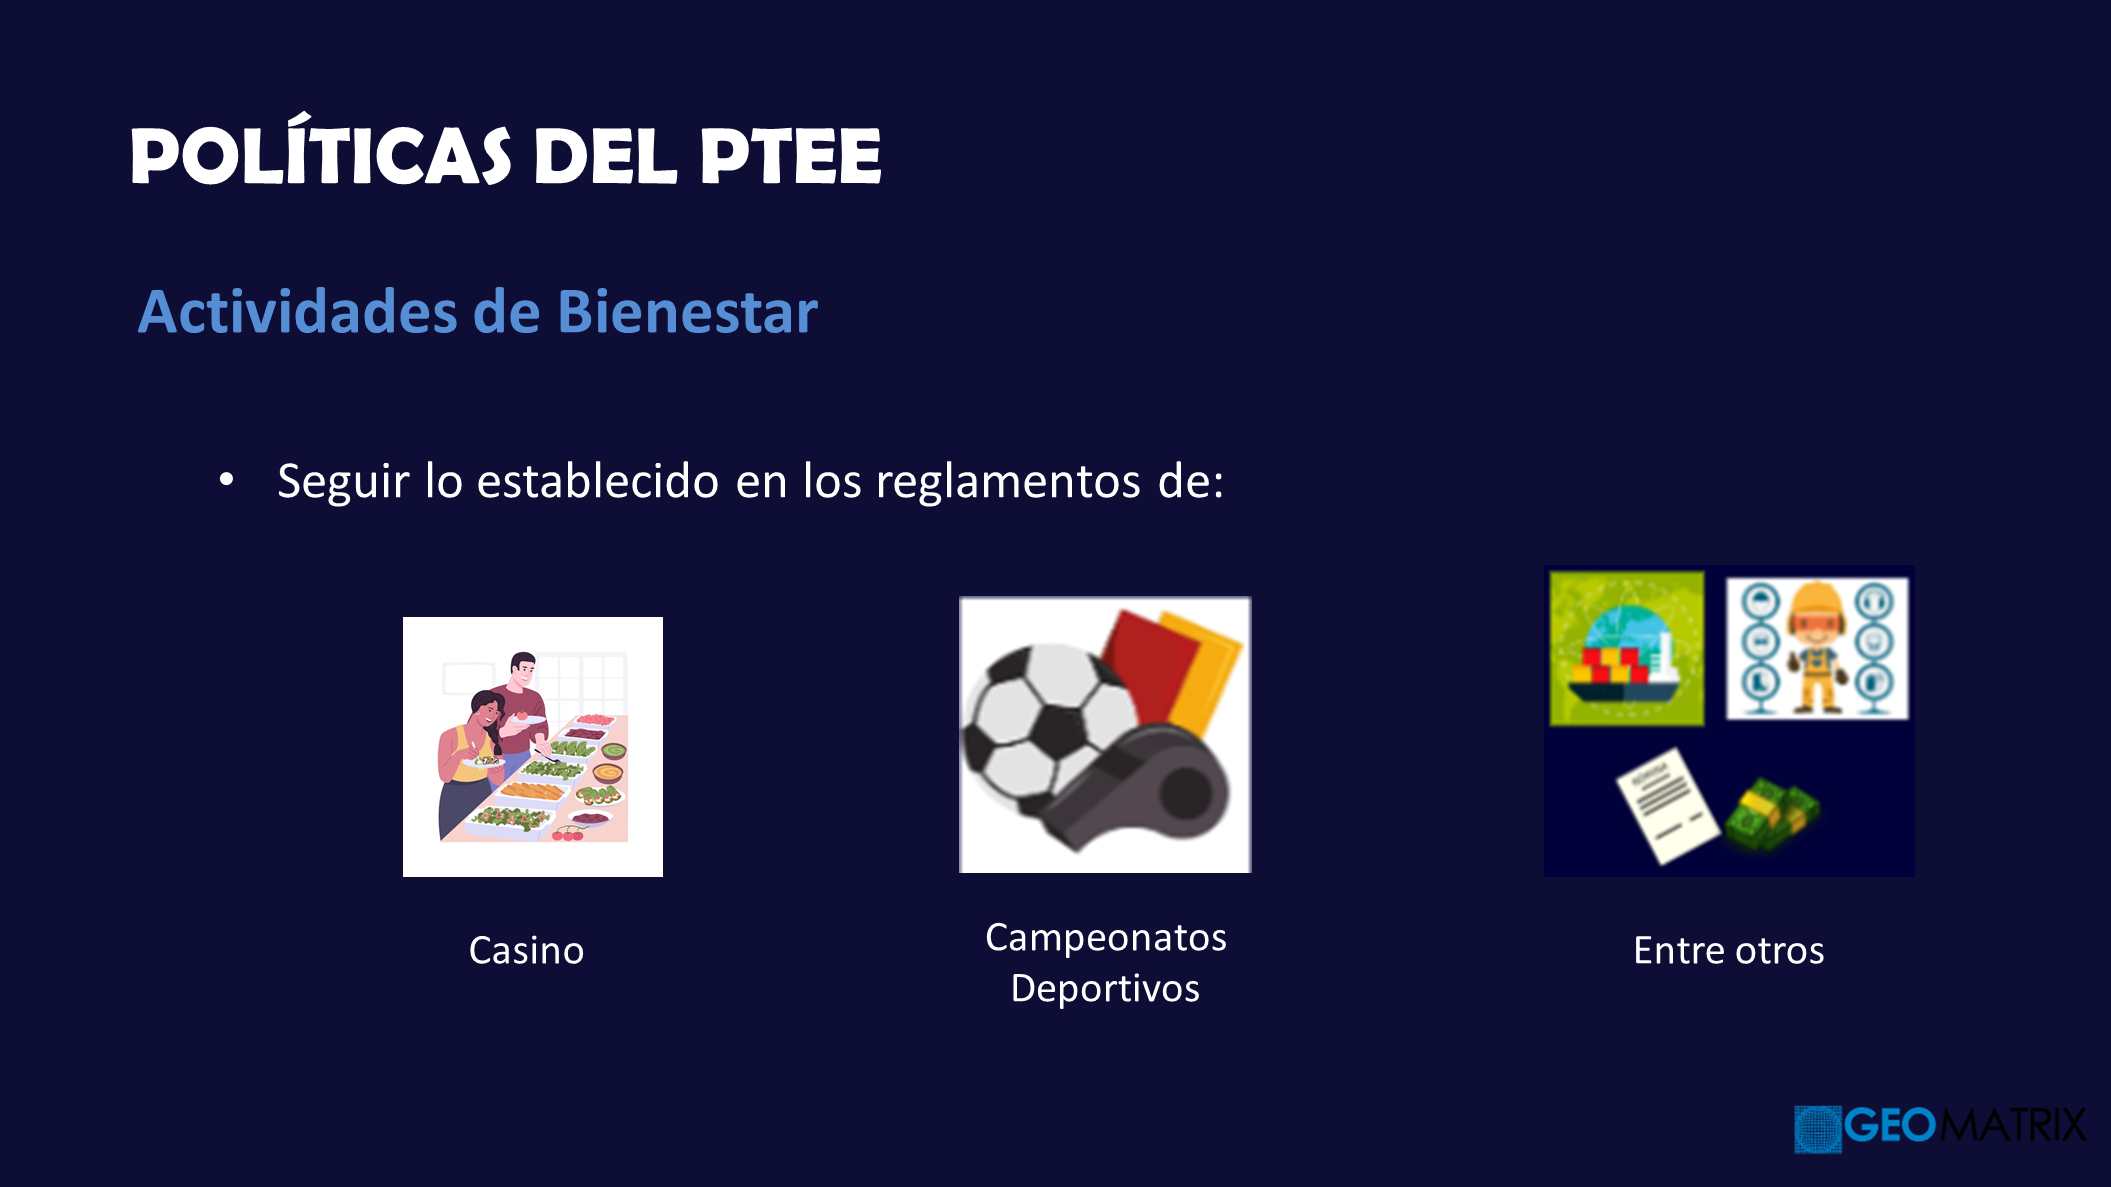 POLÍTICAS DEL PTEE
Actividades de Bienestar
• Seguir lo establecido en los reglamentos de:
Casino
Campeonatos
Deportivos
Entre otros
GEOMATRIX